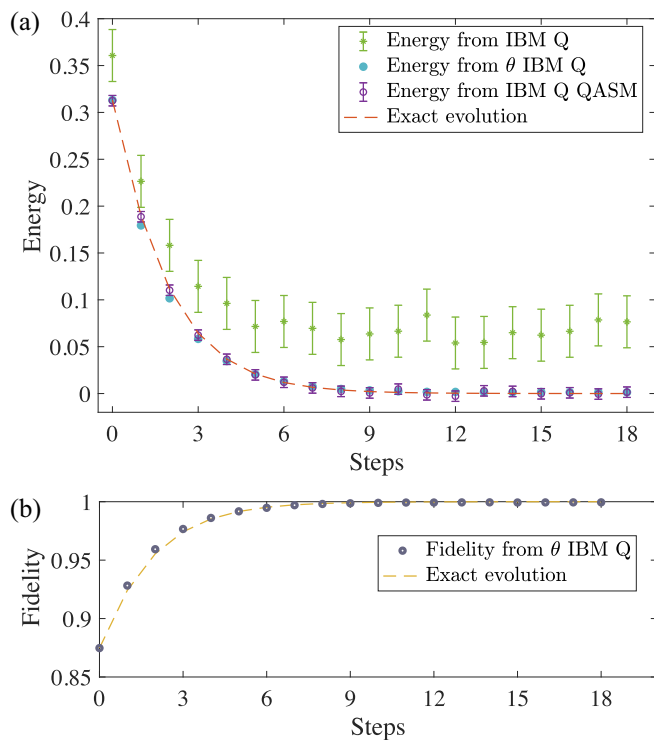 (a)
0.4
0.35
0.3
0.25
0.2
0.15
0.1
0.05
0
Energy
Energy from IBM Q
Energy from θ IBM Q
Energy from IBM Q QASM
Exact evolution
0 3 6 9 12 15 18
Steps
(b)
1
0.95
0.9
0.85
Fidelity
Fidelity from θ IBM Q
Exact evolution
0 3 6 9 12 15 18
Steps